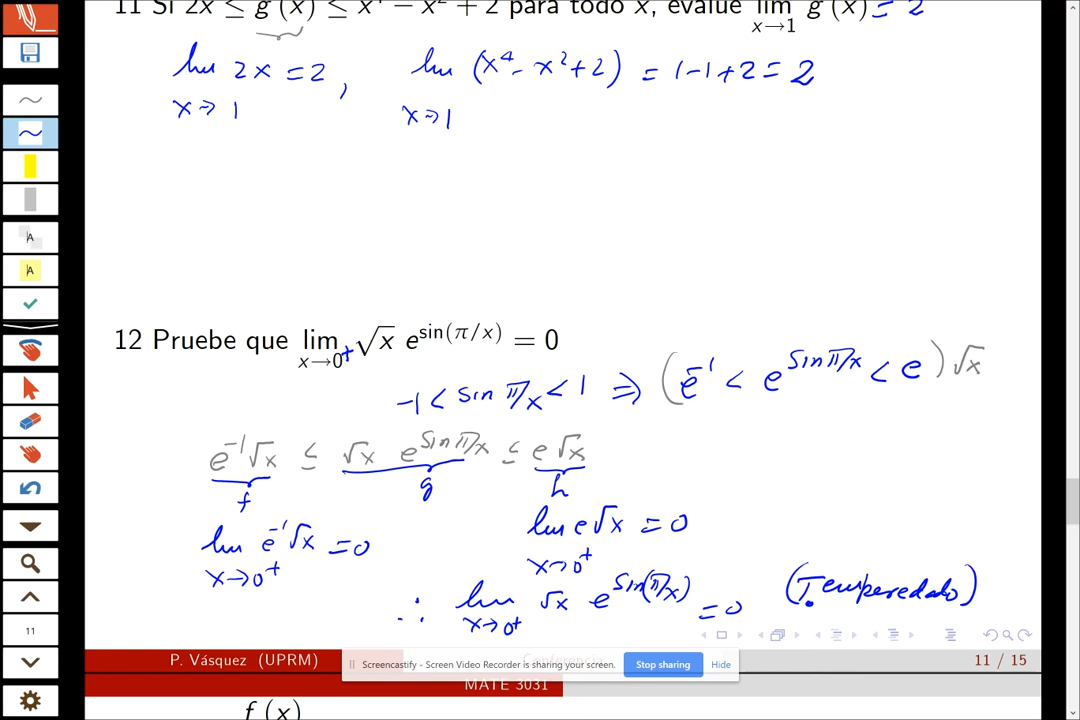 11 Si 2x ≤ g (x) ≤ x⁴ − x² + 2 para todo x, evalúe lim x→1 g (x) = 2
lim x→1 2x = 2 , lim x→1 (x⁴ - x² + 2) = 1-1+2 = 2
12 Pruebe que lim x→0⁺ √x e^sin(π/x) = 0
-1 < sin π/x < 1 ⇒ (e⁻¹ < e^sin π/x < e) √x
e⁻¹√x ≤ √x e^sin π/x ≤ e √x
f g h
lim x→0⁺ e⁻¹√x = 0 lim x→0⁺ e√x = 0
∴ lim x→0⁺ √x e^sin(π/x) = 0 (T. emperedado)
P. Vásquez (UPRM) 11 / 15
Screencastify - Screen Video Recorder is sharing your screen. Stop sharing Hide
MATE 3031
f (x)
A
A
11